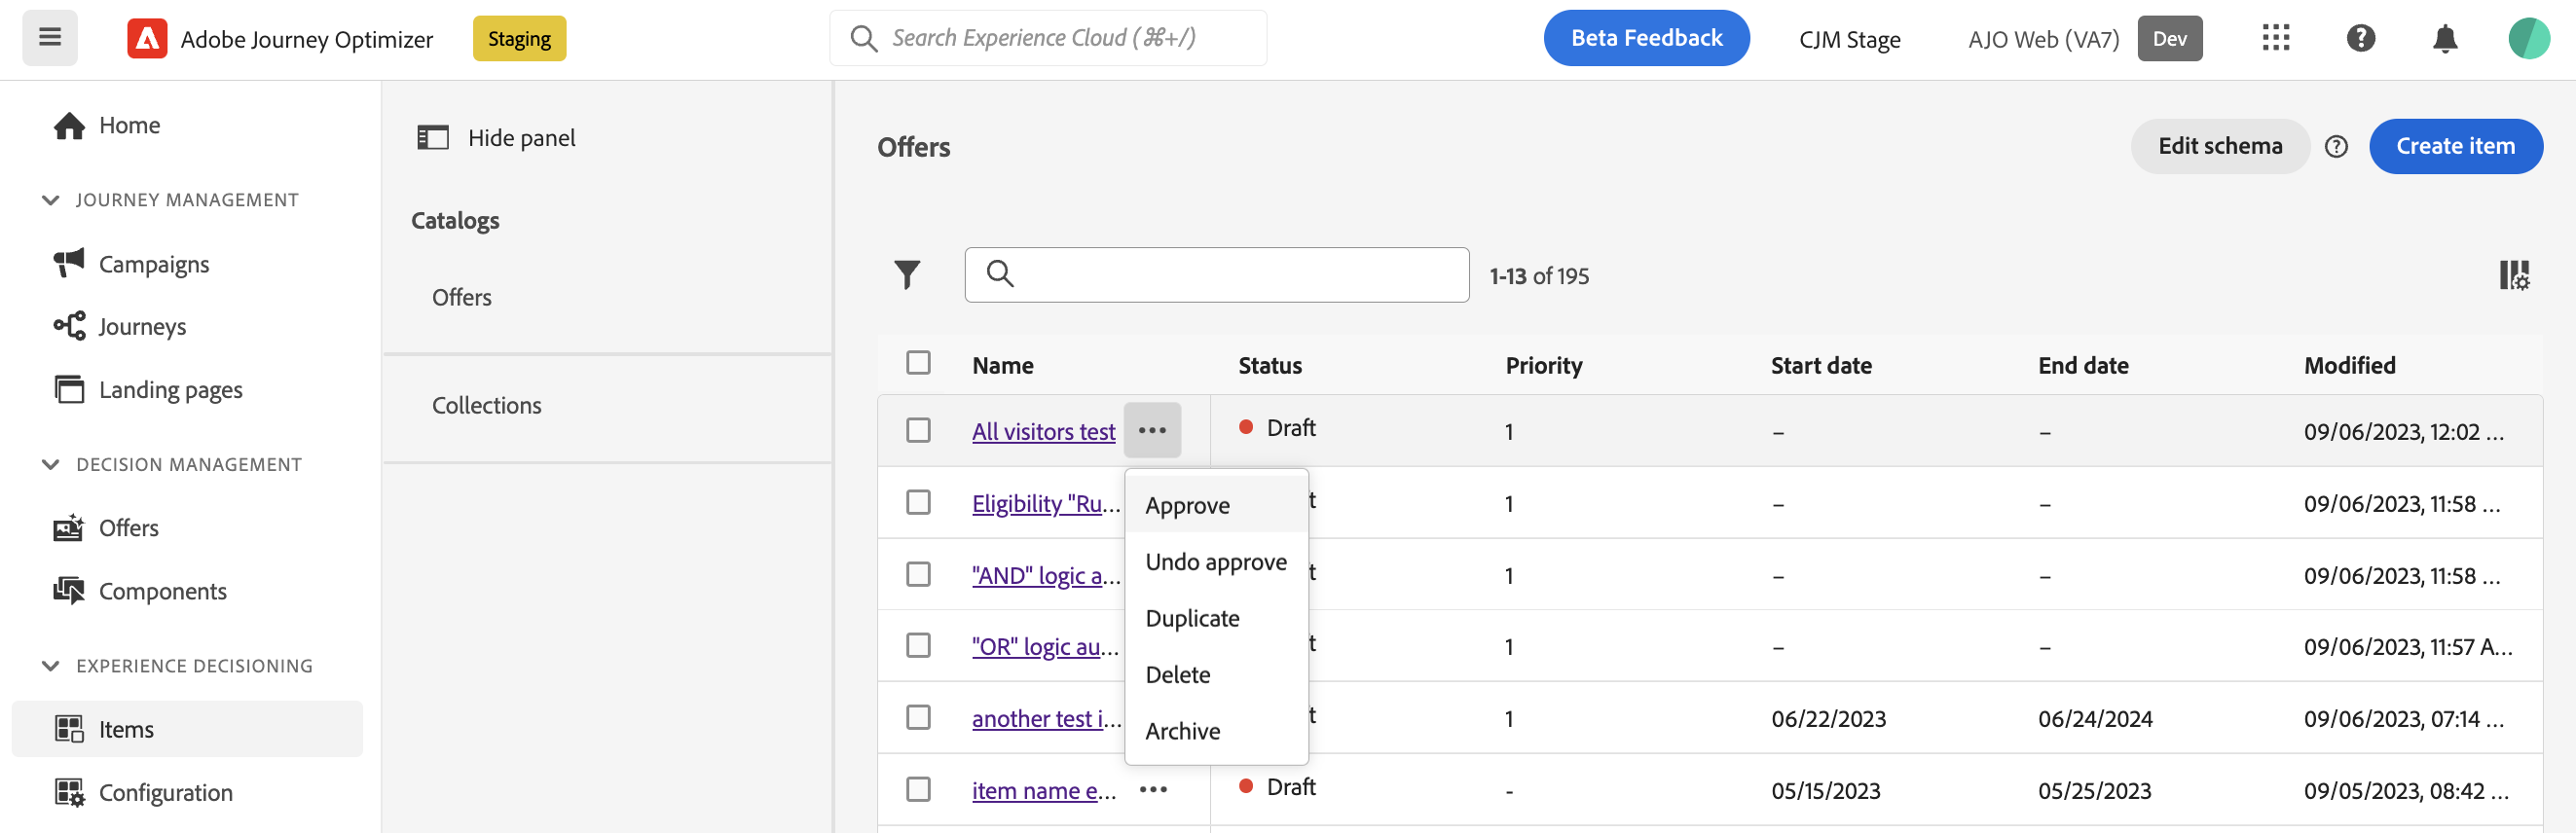 Adobe Journey Optimizer
Staging
Search Experience Cloud (⌘+/)
Beta Feedback
CJM Stage
AJO Web (VA7)
Dev
Home
JOURNEY MANAGEMENT
Campaigns
Journeys
Landing pages
DECISION MANAGEMENT
Offers
Components
EXPERIENCE DECISIONING
Items
Configuration
Hide panel
Catalogs
Offers
Collections
Offers
Edit schema
Create item
1-13 of 195
Name Status Priority Start date End date Modified
All visitors test ... Draft 1 – – 09/06/2023, 12:02 ...
Eligibility "Ru... t 1 – – 09/06/2023, 11:58 ...
"AND" logic a... t 1 – – 09/06/2023, 11:58 ...
"OR" logic au... t 1 – – 09/06/2023, 11:57 A...
another test i... t 1 06/22/2023 06/24/2024 09/06/2023, 07:14 ...
item name e... ... Draft - 05/15/2023 05/25/2023 09/05/2023, 08:42 ...
Approve
Undo approve
Duplicate
Delete
Archive